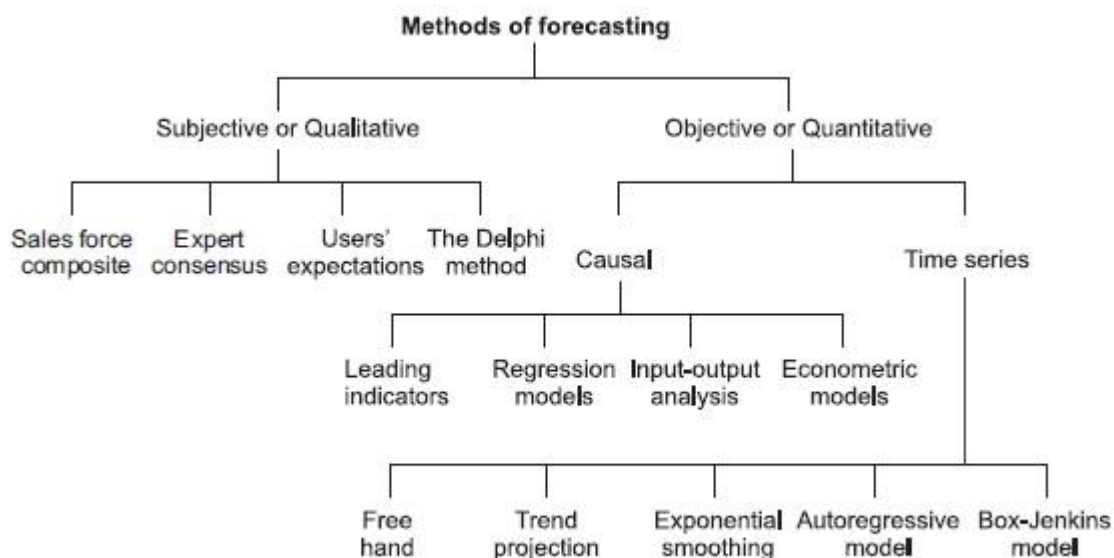 Methods of forecasting
Subjective or Qualitative
Objective or Quantitative
Sales force
composite
Expert
consensus
Users'
expectations
The Delphi
method
Causal
Time series
Leading
indicators
Regression
models
Input-output
analysis
Econometric
models
Free
hand
Trend
projection
Exponential
smoothing
Autoregressive
model
Box-Jenkins
model